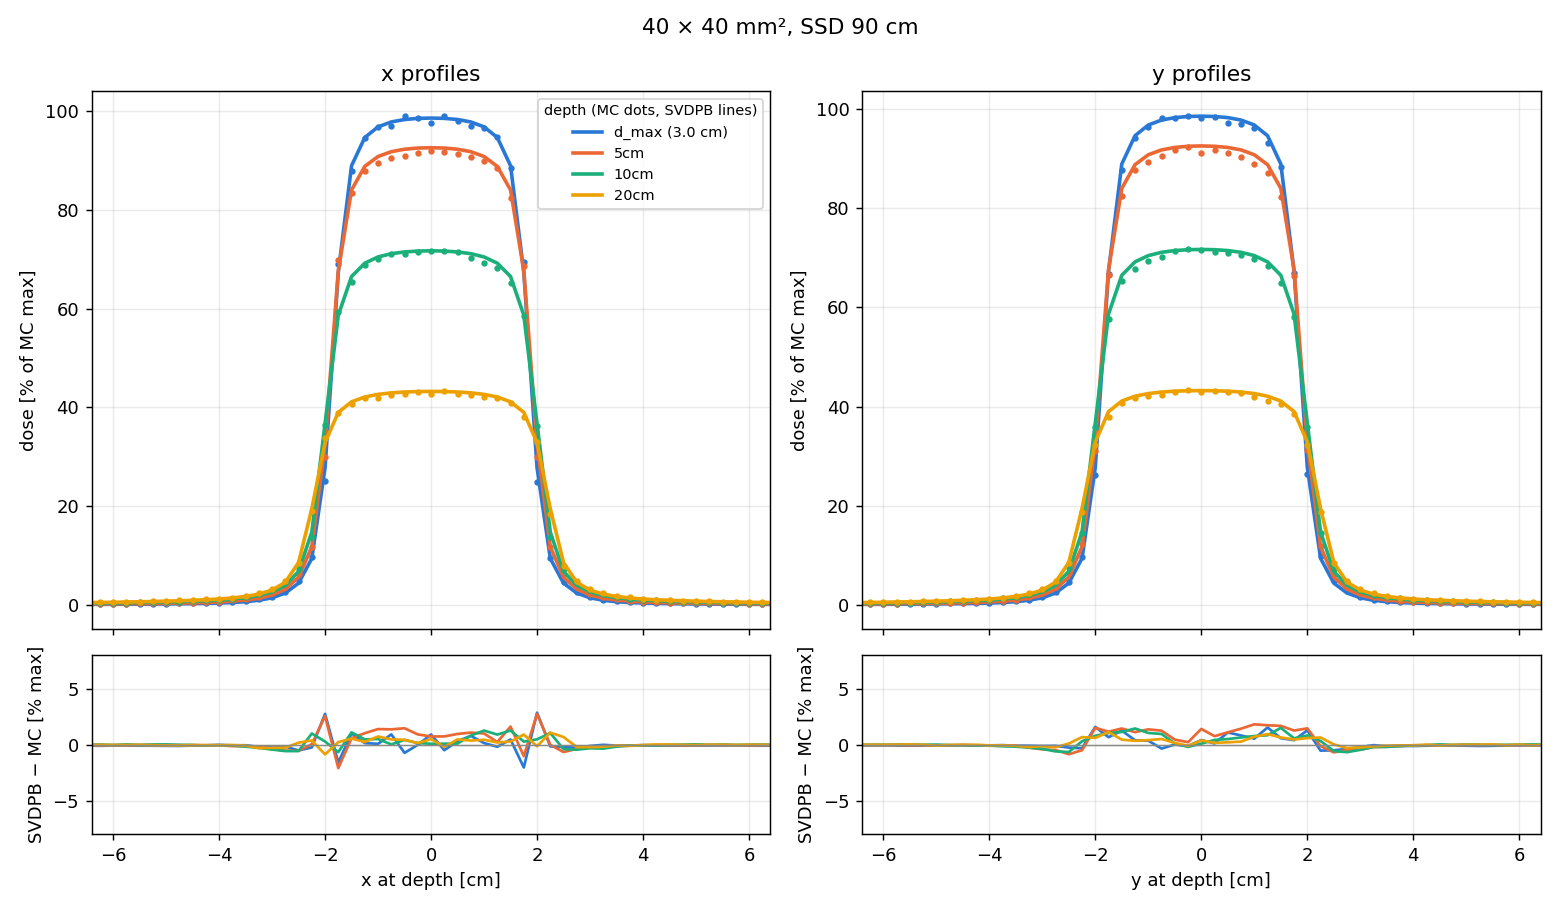 40 × 40 mm², SSD 90 cm
x profiles
y profiles
depth (MC dots, SVDPB lines)
d_max (3.0 cm)
5cm
10cm
20cm
dose [% of MC max]
100
80
60
40
20
0
dose [% of MC max]
100
80
60
40
20
0
SVDPB − MC [% max]
5
0
−5
−6 −4 −2 0 2 4 6
x at depth [cm]
SVDPB − MC [% max]
5
0
−5
−6 −4 −2 0 2 4 6
y at depth [cm]